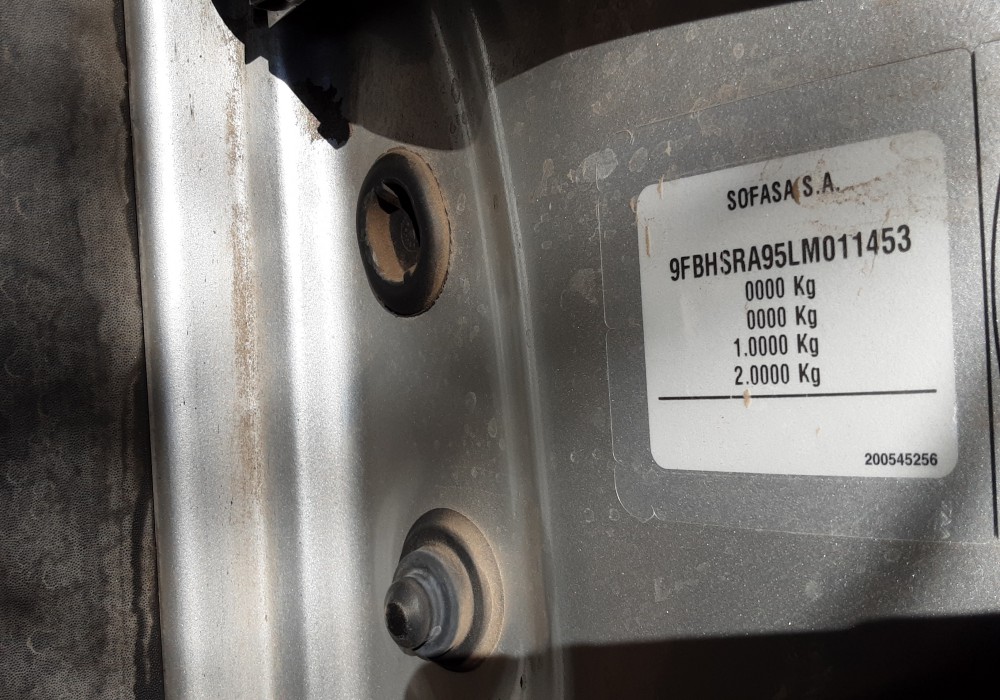 SOFASA S.A.
9FBHSRA95LM011453
0000 Kg
0000 Kg
1.0000 Kg
2.0000 Kg
200545256